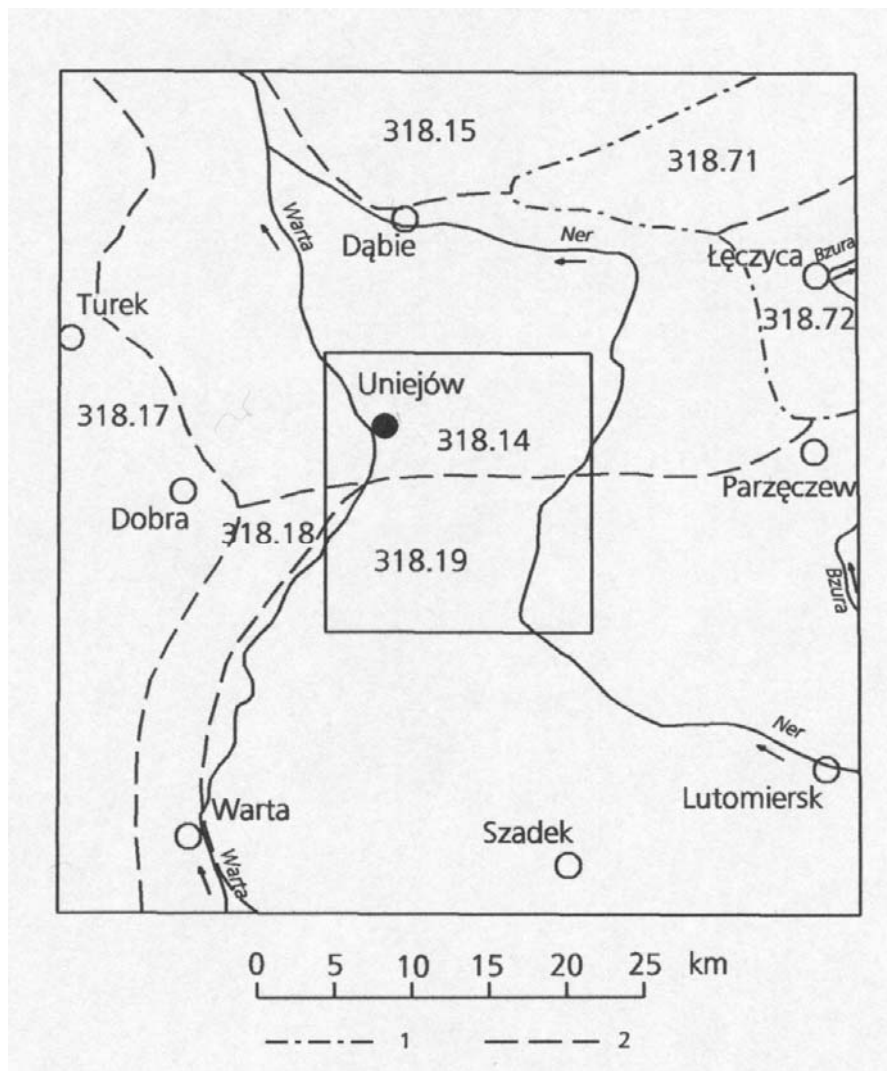 318.15
318.71
Warta
Dąbie
Ner
Łęczyca
Bzura
Turek
318.72
Uniejów
318.17
318.14
Parzęczew
Dobra
318.18
318.19
Bzura
Ner
Lutomiersk
Warta
Szadek
Warta
0 5 10 15 20 25 km
1 2